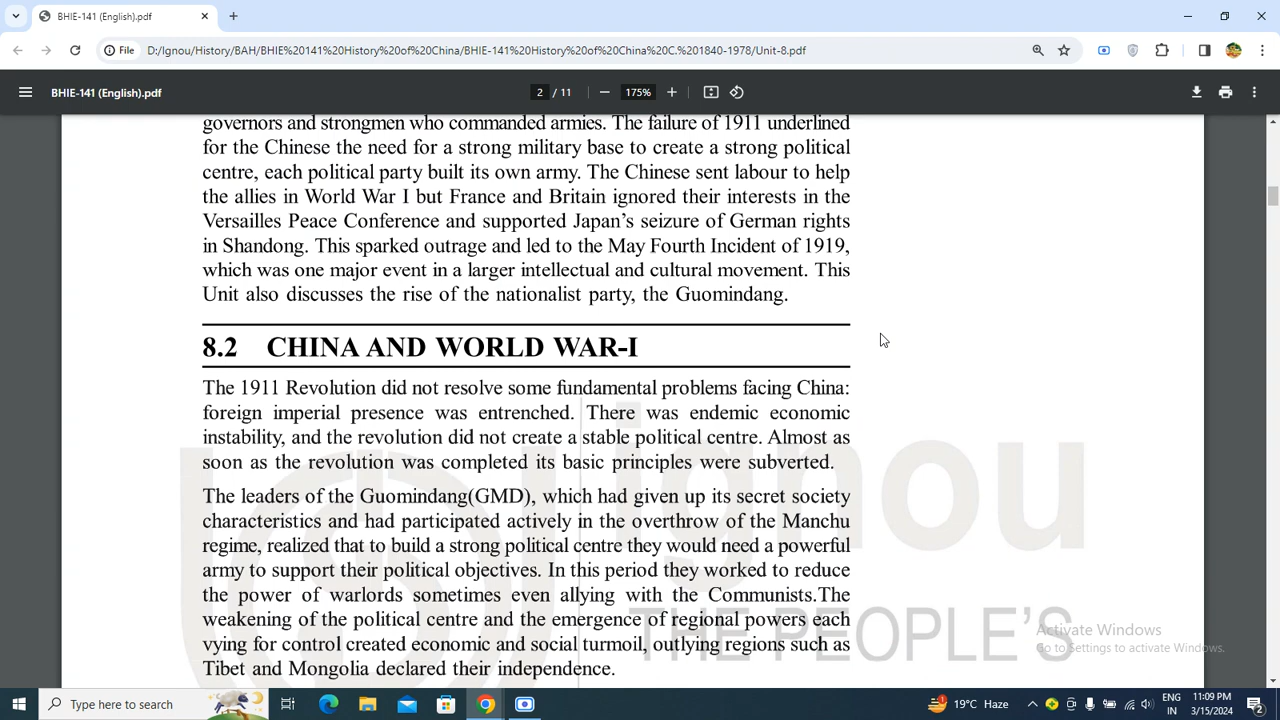 BHIE-141 (English).pdf
File
D:/Ignou/History/BAH/BHIE%20141%20History%20of%20China/BHIE-141%20History%20of%20China%20C.%201840-1978/Unit-8.pdf
BHIE-141 (English).pdf
2 / 11
175%
governors and strongmen who commanded armies. The failure of 1911 underlined
for the Chinese the need for a strong military base to create a strong political
centre, each political party built its own army. The Chinese sent labour to help
the allies in World War I but France and Britain ignored their interests in the
Versailles Peace Conference and supported Japan's seizure of German rights
in Shandong. This sparked outrage and led to the May Fourth Incident of 1919,
which was one major event in a larger intellectual and cultural movement. This
Unit also discusses the rise of the nationalist party, the Guomindang.
8.2 CHINA AND WORLD WAR-I
The 1911 Revolution did not resolve some fundamental problems facing China:
foreign imperial presence was entrenched. There was endemic economic
instability, and the revolution did not create a stable political centre. Almost as
soon as the revolution was completed its basic principles were subverted.
The leaders of the Guomindang(GMD), which had given up its secret society
characteristics and had participated actively in the overthrow of the Manchu
regime, realized that to build a strong political centre they would need a powerful
army to support their political objectives. In this period they worked to reduce
the power of warlords sometimes even allying with the Communists.The
weakening of the political centre and the emergence of regional powers each
vying for control created economic and social turmoil, outlying regions such as
Tibet and Mongolia declared their independence.
ignou
THE PEOPLE'S
Activate Windows
Go to Settings to activate Windows.
Type here to search
19°C Haze
ENG
IN
11:09 PM
3/15/2024
2